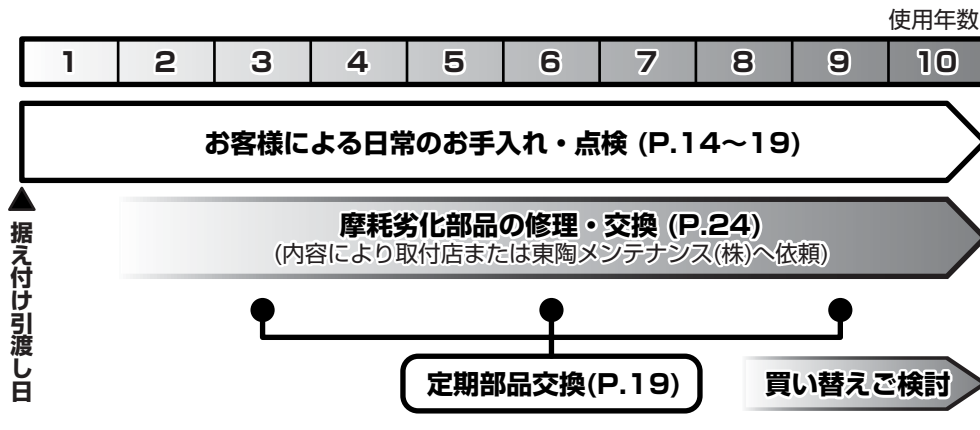 使用年数
1 2 3 4 5 6 7 8 9 10
お客様による日常のお手入れ・点検 (P.14〜19)
据え付け引渡し日
摩耗劣化部品の修理・交換 (P.24)
(内容により取付店または東陶メンテナンス(株)へ依頼)
定期部品交換(P.19)
買い替えご検討